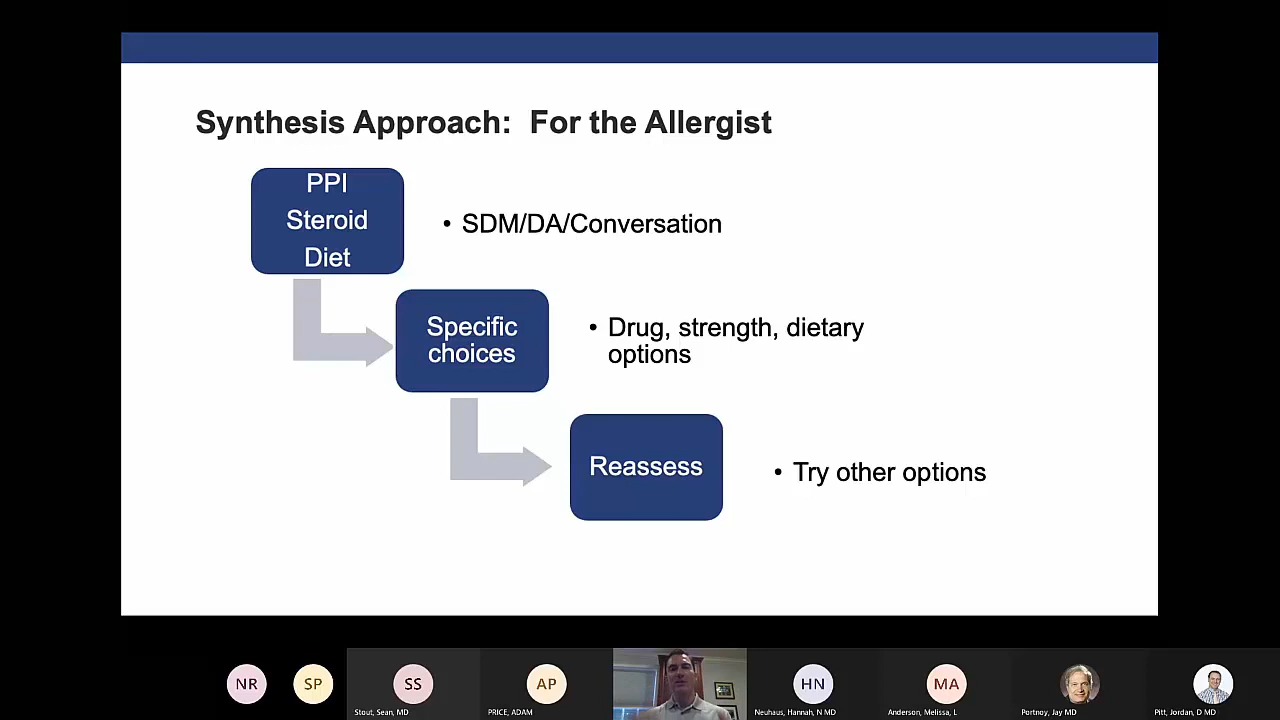 Synthesis Approach: For the Allergist
PPI
Steroid
Diet
• SDM/DA/Conversation
Specific
choices
• Drug, strength, dietary
options
Reassess
• Try other options
NR
SP
SS
AP
HN
MA
Stout, Sean, MD
PRICE, ADAM
Neuhaus, Hannah, N MD
Anderson, Melissa, L
Portnoy, Jay MD
Pitt, Jordan, D MD